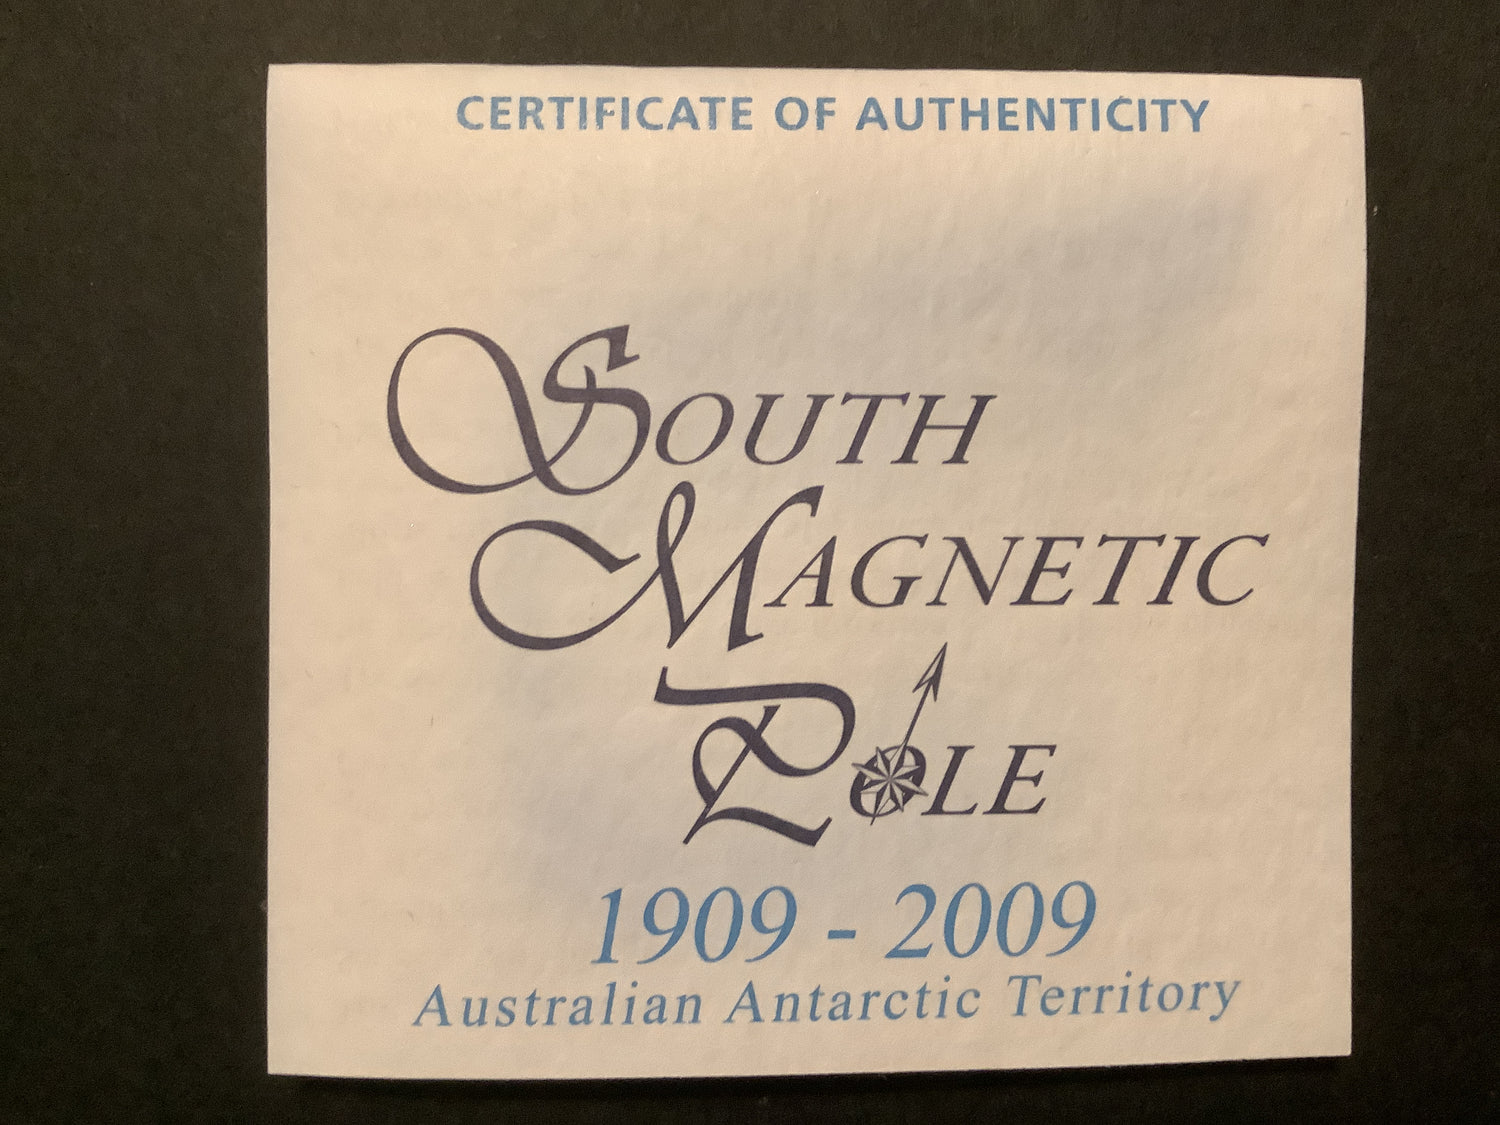 CERTIFICATE OF AUTHENTICITY
SOUTH
MAGNETIC
POLE
1909 - 2009
Australian Antarctic Territory